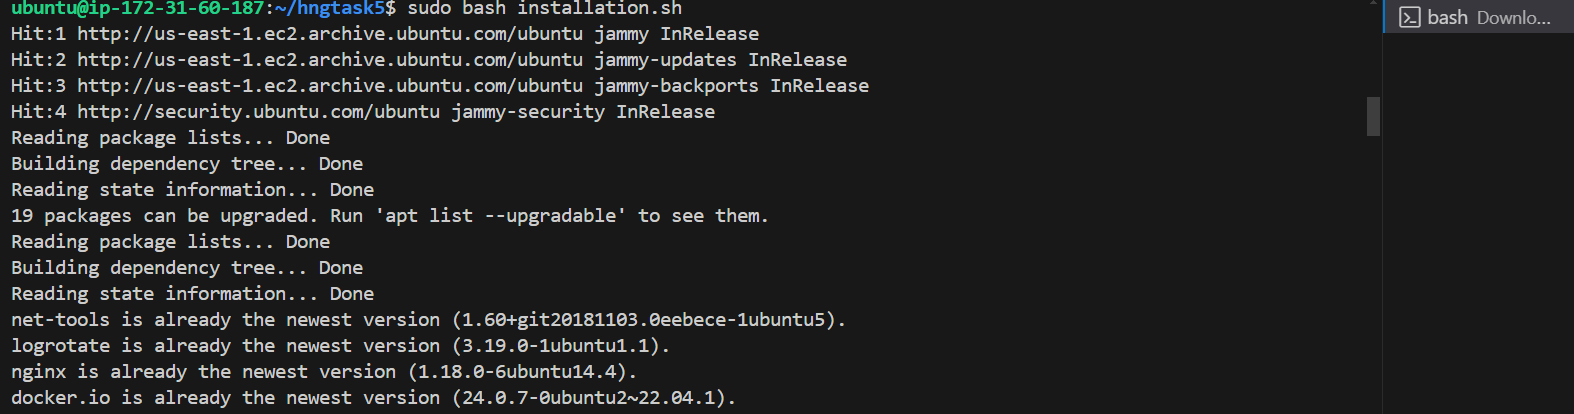 ubuntu@ip-172-31-60-187:~/hngtask5$ sudo bash installation.sh
Hit:1 http://us-east-1.ec2.archive.ubuntu.com/ubuntu jammy InRelease
Hit:2 http://us-east-1.ec2.archive.ubuntu.com/ubuntu jammy-updates InRelease
Hit:3 http://us-east-1.ec2.archive.ubuntu.com/ubuntu jammy-backports InRelease
Hit:4 http://security.ubuntu.com/ubuntu jammy-security InRelease
Reading package lists... Done
Building dependency tree... Done
Reading state information... Done
19 packages can be upgraded. Run 'apt list --upgradable' to see them.
Reading package lists... Done
Building dependency tree... Done
Reading state information... Done
net-tools is already the newest version (1.60+git20181103.0eebece-1ubuntu5).
logrotate is already the newest version (3.19.0-1ubuntu1.1).
nginx is already the newest version (1.18.0-6ubuntu14.4).
docker.io is already the newest version (24.0.7-0ubuntu2~22.04.1).
bash Downlo...